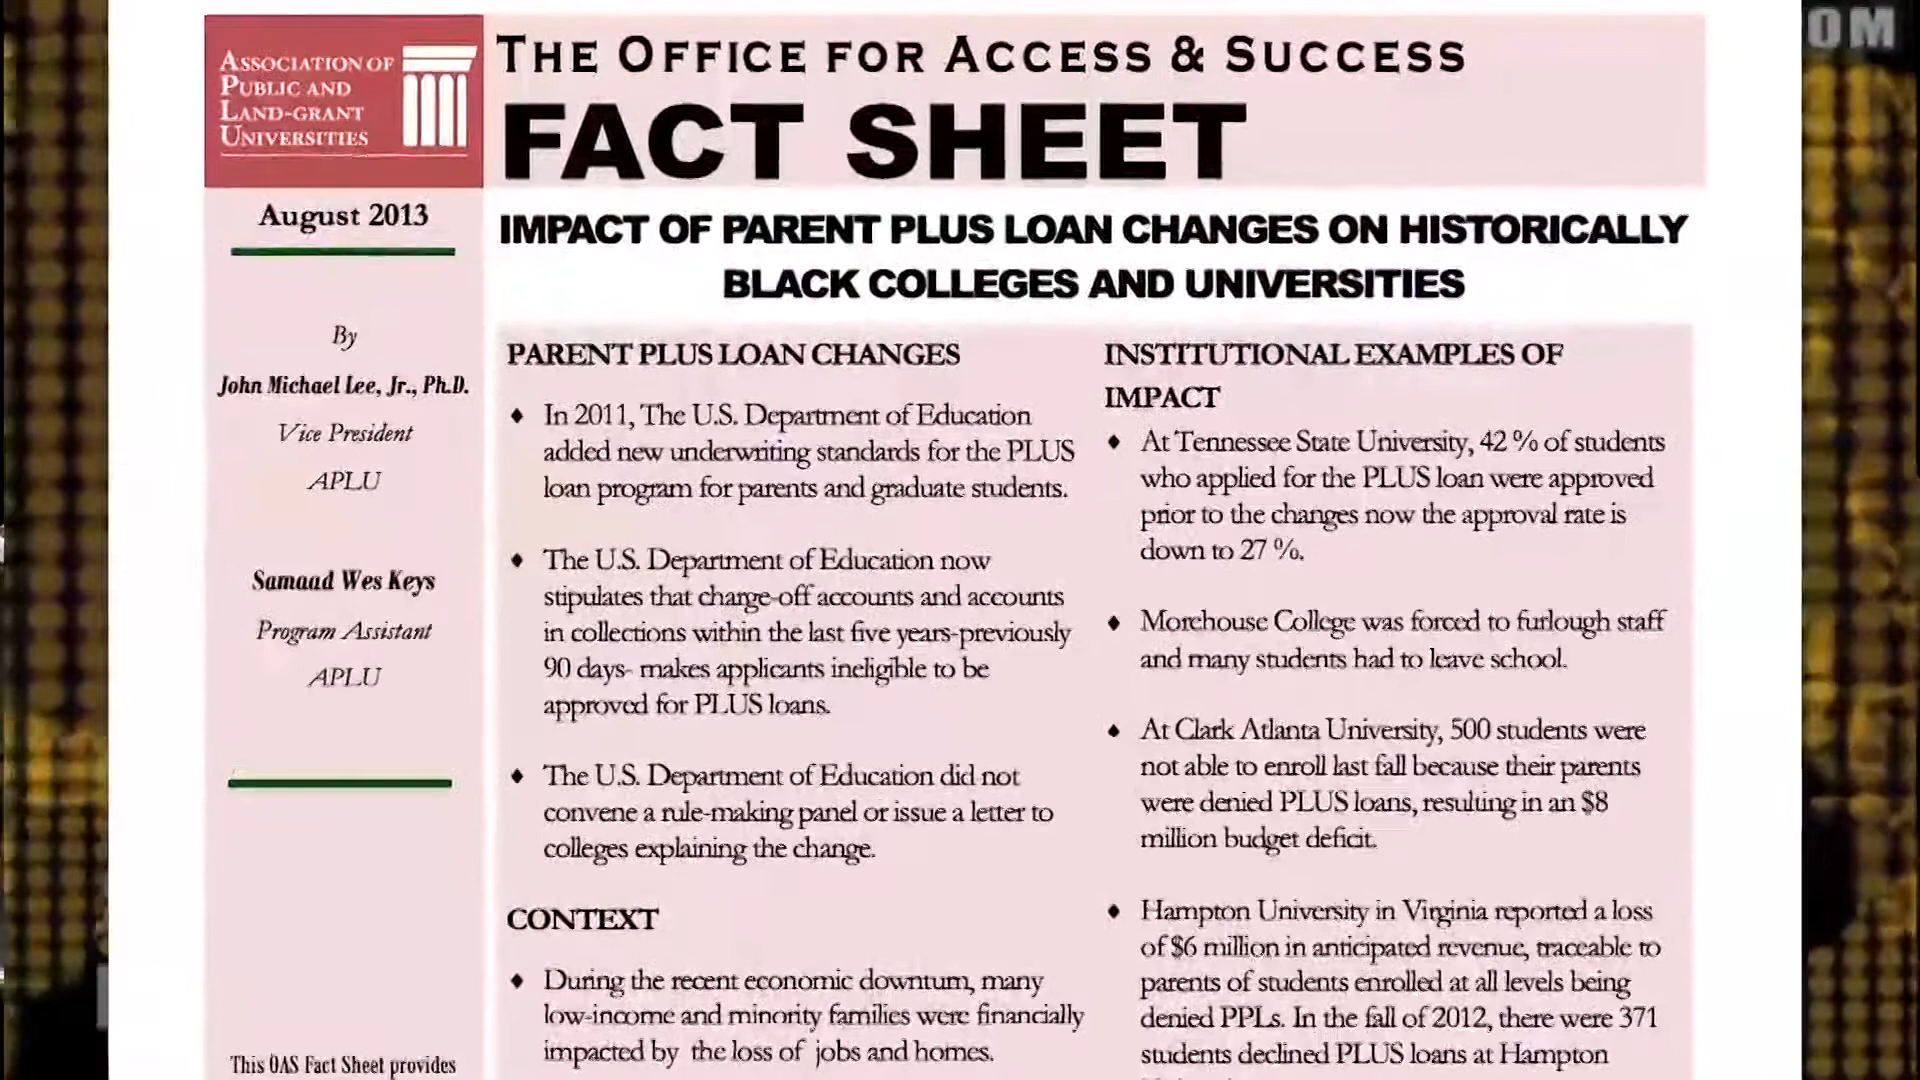 OM
ASSOCIATION OF
PUBLIC AND
LAND-GRANT
UNIVERSITIES
THE OFFICE FOR ACCESS & SUCCESS
FACT SHEET
August 2013
By
John Michael Lee, Jr., Ph.D.
Vice President
APLU
Samaad Wes Keys
Program Assistant
APLU
This OAS Fact Sheet provides
IMPACT OF PARENT PLUS LOAN CHANGES ON HISTORICALLY
BLACK COLLEGES AND UNIVERSITIES
PARENT PLUS LOAN CHANGES
♦ In 2011, The U.S. Department of Education
added new underwriting standards for the PLUS
loan program for parents and graduate students.
♦ The U.S. Department of Education now
stipulates that charge-off accounts and accounts
in collections within the last five years-previously
90 days- makes applicants ineligible to be
approved for PLUS loans.
♦ The U.S. Department of Education did not
convene a rule-making panel or issue a letter to
colleges explaining the change.
CONTEXT
♦ During the recent economic downturn, many
low-income and minority families were financially
impacted by the loss of jobs and homes.
INSTITUTIONAL EXAMPLES OF
IMPACT
♦ At Tennessee State University, 42 % of students
who applied for the PLUS loan were approved
prior to the changes now the approval rate is
down to 27 %.
♦ Morehouse College was forced to furlough staff
and many students had to leave school.
♦ At Clark Atlanta University, 500 students were
not able to enroll last fall because their parents
were denied PLUS loans, resulting in an $8
million budget deficit.
♦ Hampton University in Virginia reported a loss
of $6 million in anticipated revenue, traceable to
parents of students enrolled at all levels being
denied PPLs. In the fall of 2012, there were 371
students declined PLUS loans at Hampton